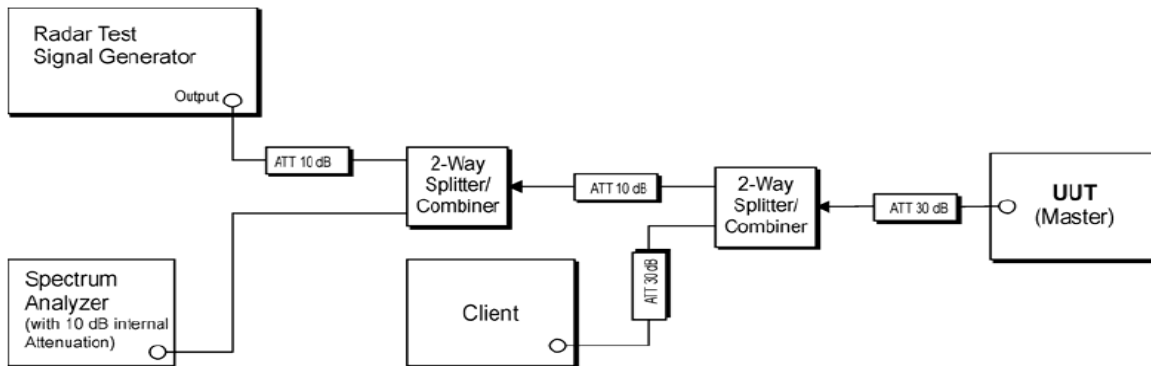 Radar Test
Signal Generator
Output
ATT 10 dB
2-Way
Splitter/
Combiner
ATT 10 dB
2-Way
Splitter/
Combiner
ATT 30 dB
UUT
(Master)
Spectrum
Analyzer
(with 10 dB internal
Attenuation)
Client
ATT 30 dB